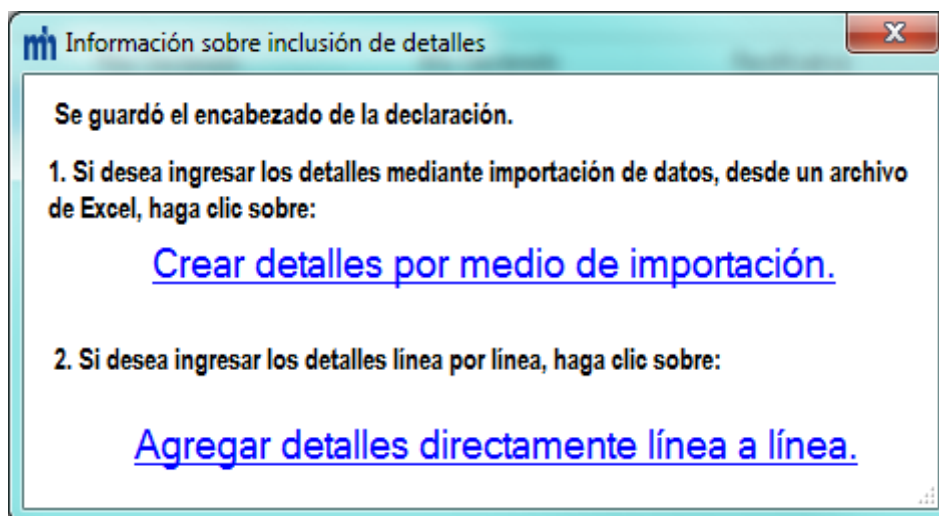 mh Información sobre inclusión de detalles
Se guardó el encabezado de la declaración.
1. Si desea ingresar los detalles mediante importación de datos, desde un archivo
de Excel, haga clic sobre:
Crear detalles por medio de importación.
2. Si desea ingresar los detalles línea por línea, haga clic sobre:
Agregar detalles directamente línea a línea.